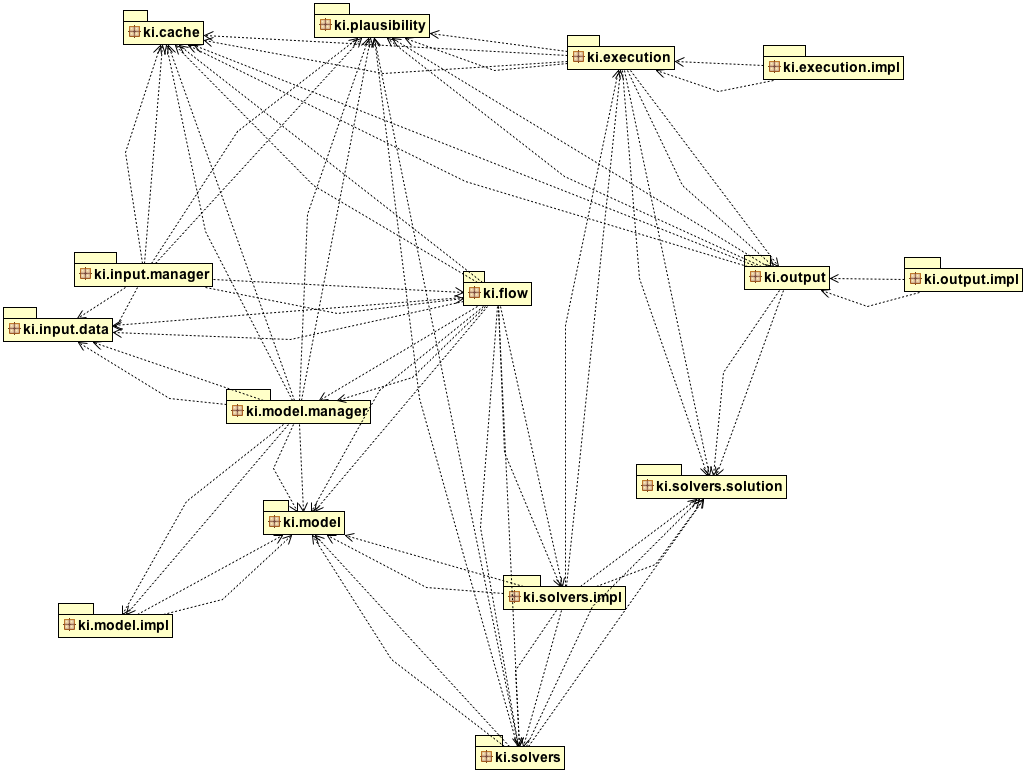 ki.cache
ki.plausibility
ki.execution
ki.execution.impl
ki.input.manager
ki.flow
ki.output
ki.output.impl
ki.input.data
ki.model.manager
ki.solvers.solution
ki.model
ki.solvers.impl
ki.model.impl
ki.solvers